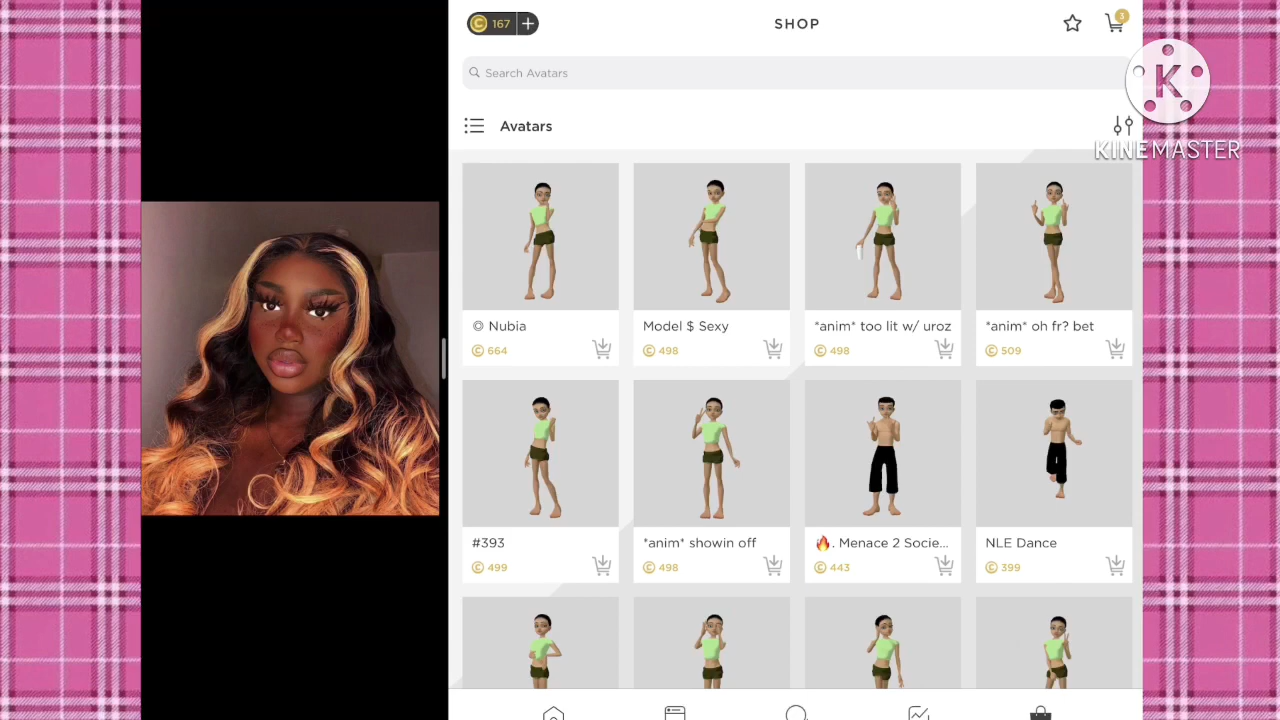 167
SHOP
3
Search Avatars
Avatars
K
KINEMASTER
© Nubia
664
Model $ Sexy
498
*anim* too lit w/ uroz
498
*anim* oh fr? bet
509
#393
499
*anim* showin off
498
🔥. Menace 2 Socie...
443
NLE Dance
399